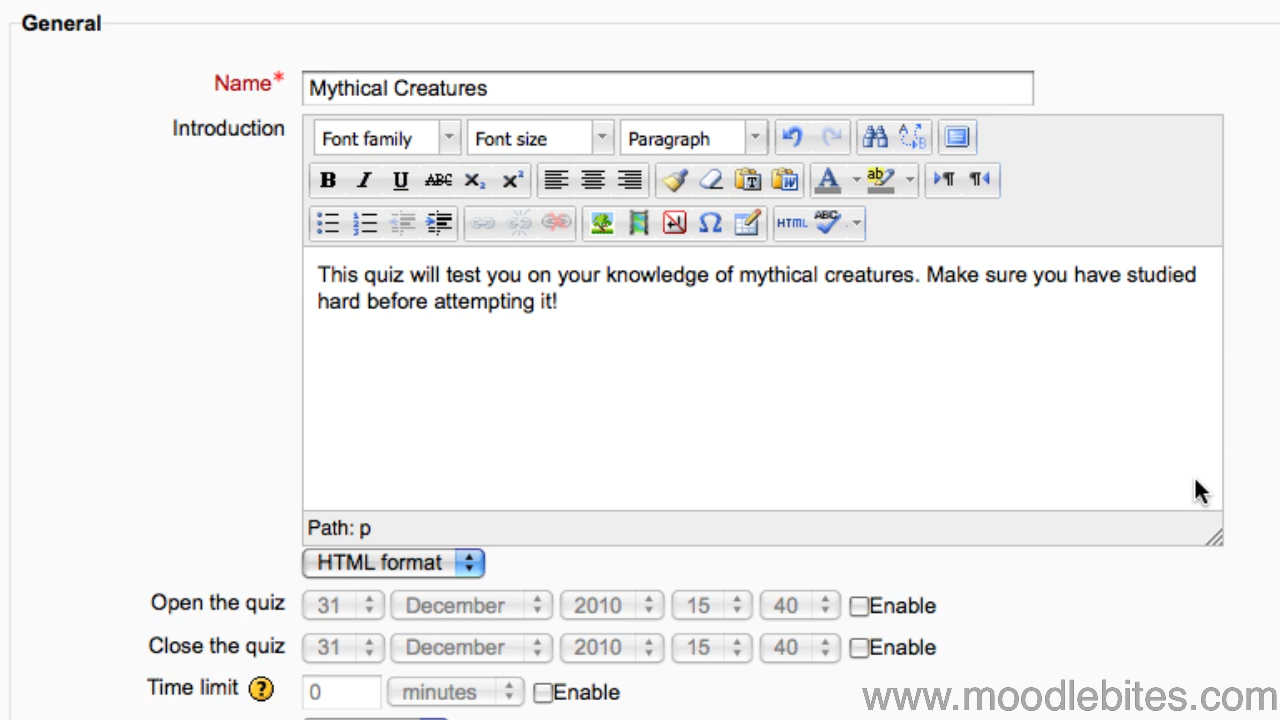 General
Name*
Mythical Creatures
Introduction
Font family Font size Paragraph
B I U ABC X₂ X² T W A ab
Ω HTML ABC
This quiz will test you on your knowledge of mythical creatures. Make sure you have studied
hard before attempting it!
Path: p
HTML format
Open the quiz 31 December 2010 15 40 Enable
Close the quiz 31 December 2010 15 40 Enable
Time limit ? 0 minutes Enable
www.moodlebites.com